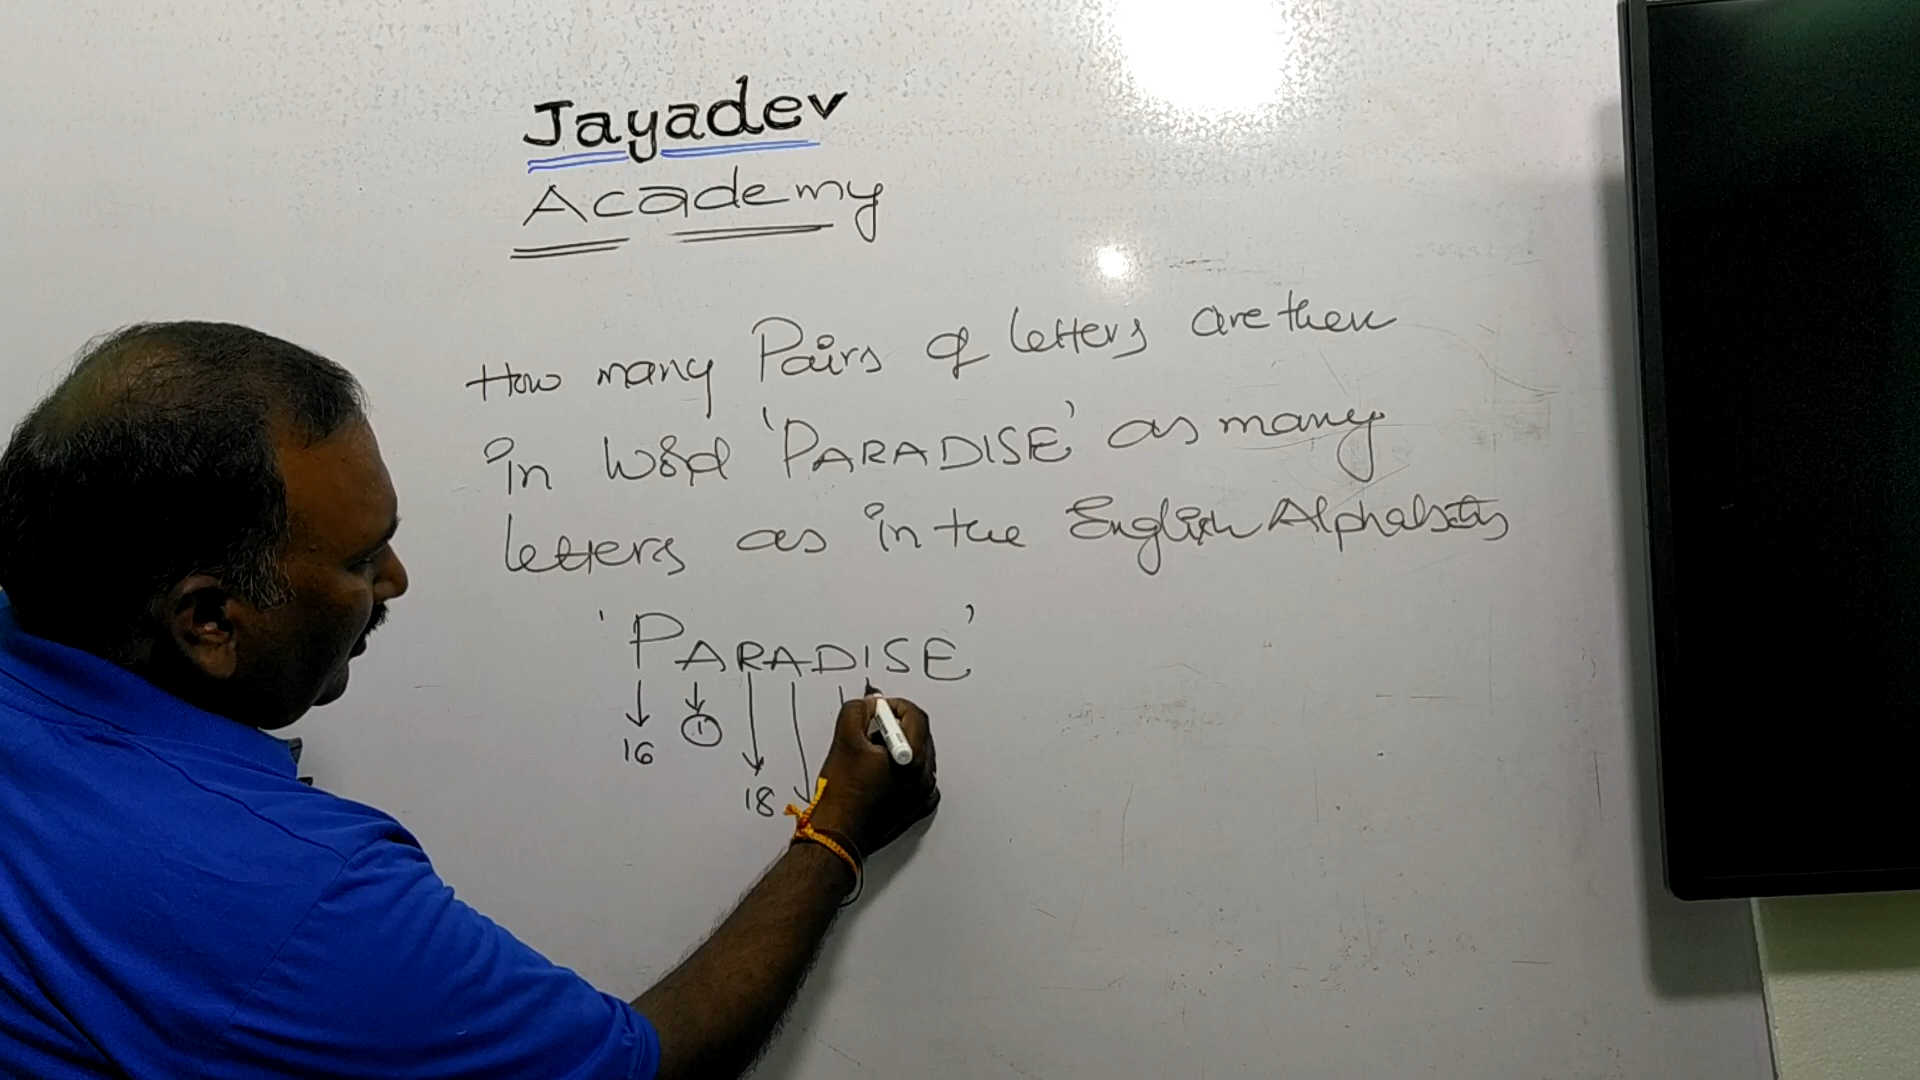 Jayadev
Academy
How many Pairs of letters are there
in word 'PARADISE' as many
letters as in the English Alphabets
'PARADISE'
16 1
18